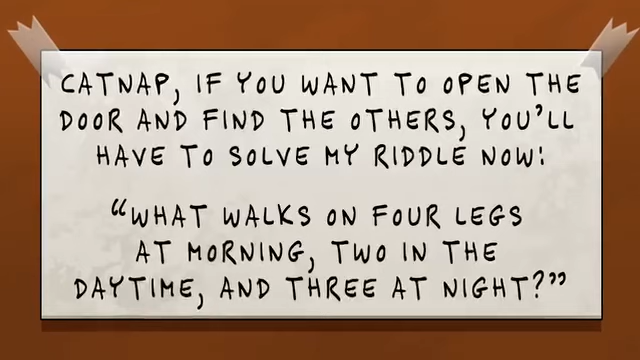 CATNAP, IF YOU WANT TO OPEN THE
DOOR AND FIND THE OTHERS, YOU'LL
HAVE TO SOLVE MY RIDDLE NOW:
"WHAT WALKS ON FOUR LEGS
AT MORNING, TWO IN THE
DAYTIME, AND THREE AT NIGHT?"